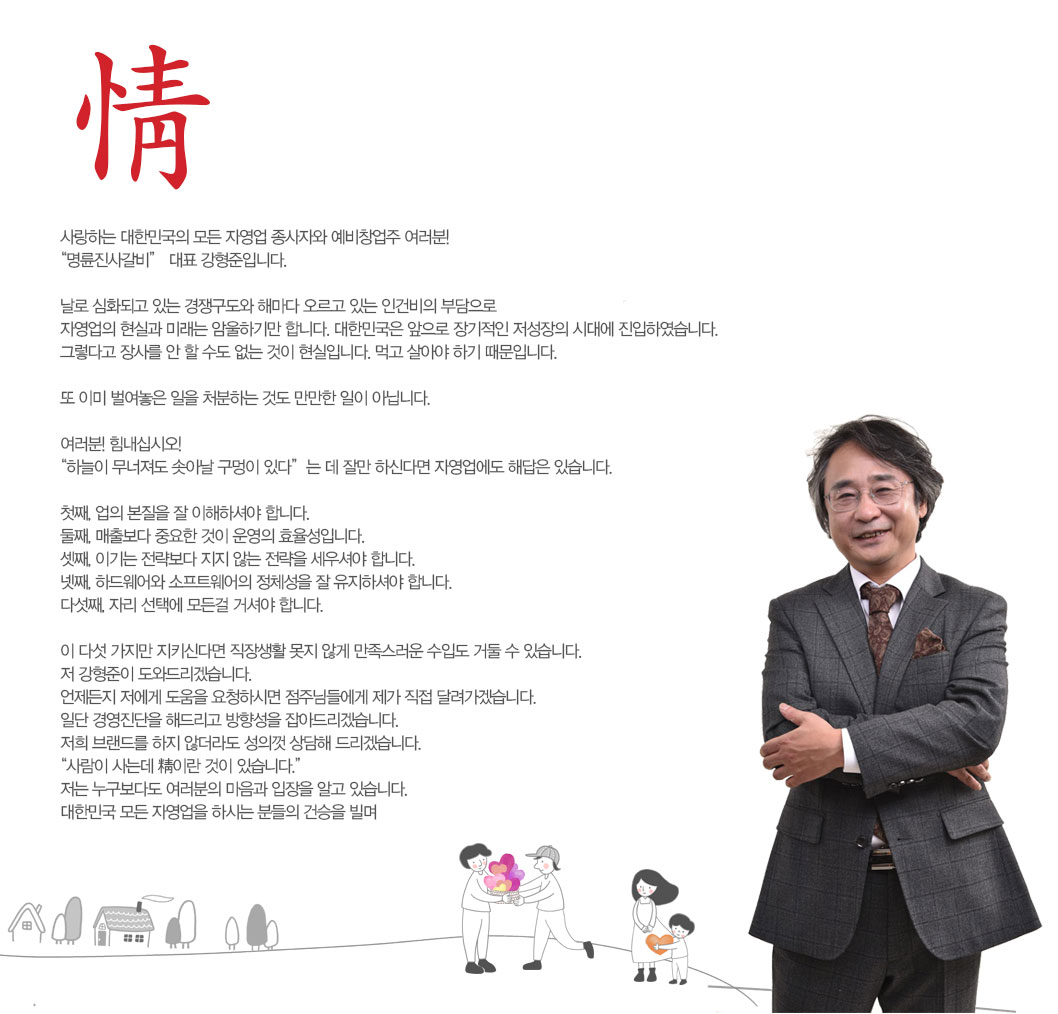 情
사랑하는 대한민국의 모든 자영업 종사자와 예비창업주 여러분!
“명륜진사갈비” 대표 강형준입니다.
날로 심화되고 있는 경쟁구도와 해마다 오르고 있는 인건비의 부담으로
자영업의 현실과 미래는 암울하기만 합니다. 대한민국은 앞으로 장기적인 저성장의 시대에 진입하였습니다.
그렇다고 장사를 안 할 수도 없는 것이 현실입니다. 먹고 살아야 하기 때문입니다.
또 이미 벌여놓은 일을 처분하는 것도 만만한 일이 아닙니다.
여러분! 힘내십시오!
“하늘이 무너져도 솟아날 구멍이 있다” 는 데 잘만 하신다면 자영업에도 해답은 있습니다.
첫째, 업의 본질을 잘 이해하셔야 합니다.
둘째, 매출보다 중요한 것이 운영의 효율성입니다.
셋째, 이기는 전략보다 지지 않는 전략을 세우셔야 합니다.
넷째, 하드웨어와 소프트웨어의 정체성을 잘 유지하셔야 합니다.
다섯째, 자리 선택에 모든걸 거셔야 합니다.
이 다섯 가지만 지키신다면 직장생활 못지 않게 만족스러운 수입도 거둘 수 있습니다.
저 강형준이 도와드리겠습니다.
언제든지 저에게 도움을 요청하시면 점주님들에게 제가 직접 달려가겠습니다.
일단 경영진단을 해드리고 방향성을 잡아드리겠습니다.
저희 브랜드를 하지 않더라도 성의껏 상담해 드리겠습니다.
“사람이 사는데 精이란 것이 있습니다.”
저는 누구보다도 여러분의 마음과 입장을 알고 있습니다.
대한민국 모든 자영업을 하시는 분들의 건승을 빌며